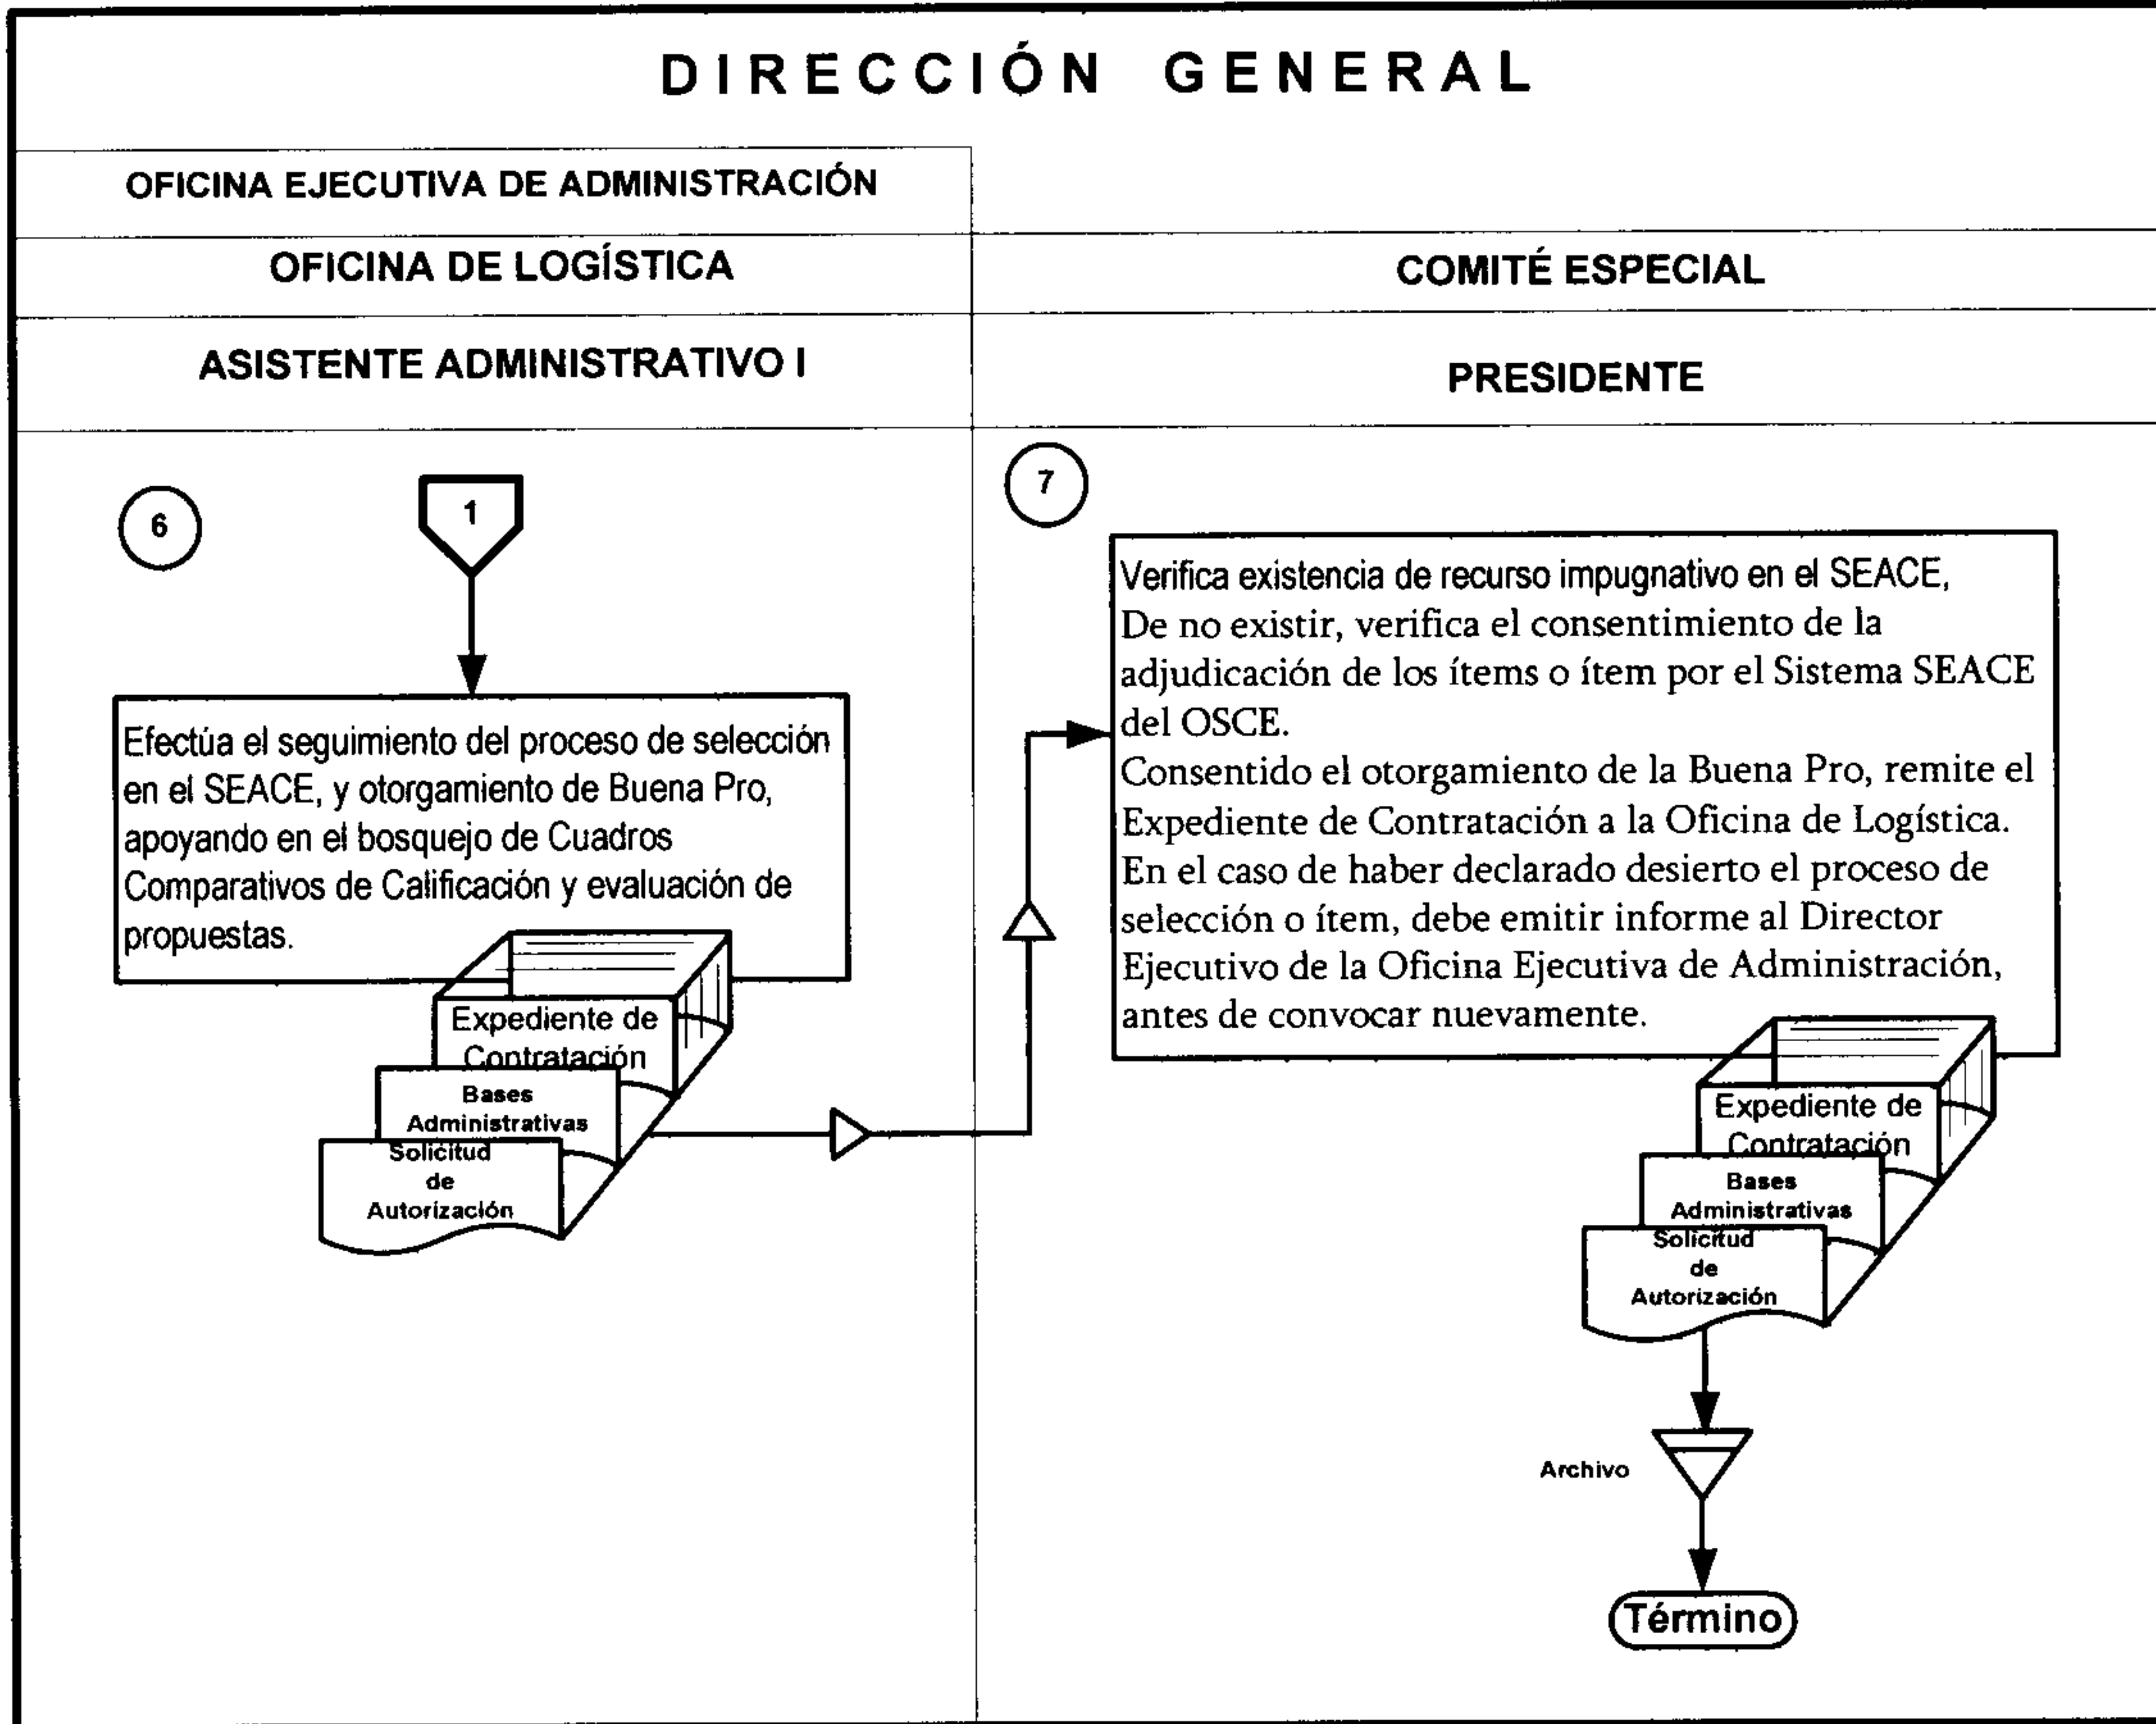 DIRECCIÓN GENERAL
OFICINA EJECUTIVA DE ADMINISTRACIÓN
OFICINA DE LOGÍSTICA
COMITÉ ESPECIAL
ASISTENTE ADMINISTRATIVO I
PRESIDENTE
6
1
Efectúa el seguimiento del proceso de selección
en el SEACE, y otorgamiento de Buena Pro,
apoyando en el bosquejo de Cuadros
Comparativos de Calificación y evaluación de
propuestas.
Expediente de
Contratación
Bases
Administrativas
Solicitud
de
Autorización
7
Verifica existencia de recurso impugnativo en el SEACE,
De no existir, verifica el consentimiento de la
adjudicación de los ítems o ítem por el Sistema SEACE
del OSCE.
Consentido el otorgamiento de la Buena Pro, remite el
Expediente de Contratación a la Oficina de Logística.
En el caso de haber declarado desierto el proceso de
selección o ítem, debe emitir informe al Director
Ejecutivo de la Oficina Ejecutiva de Administración,
antes de convocar nuevamente.
Expediente de
Contratación
Bases
Administrativas
Solicitud
de
Autorización
Archivo
Término